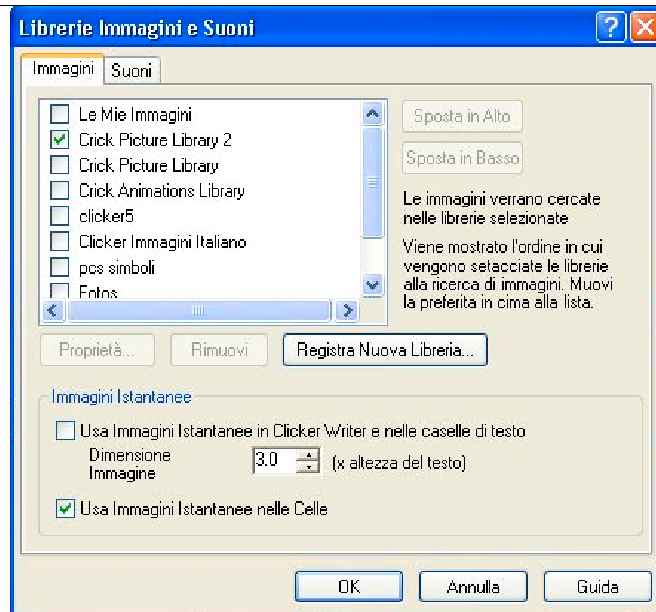 Librerie Immagini e Suoni
Immagini
Suoni
Le Mie Immagini
Crick Picture Library 2
Crick Picture Library
Crick Animations Library
clicker5
Clicker Immagini Italiano
pcs simboli
Fotos
Sposta in Alto
Sposta in Basso
Le immagini verrano cercate
nelle librerie selezionate
Viene mostrato l'ordine in cui
vengono setacciate le librerie
alla ricerca di immagini. Muovi
la preferita in cima alla lista.
Proprietà...
Rimuovi
Registra Nuova Libreria...
Immagini Istantanee
Usa Immagini Istantanee in Clicker Writer e nelle caselle di testo
Dimensione
Immagine
3.0
(x altezza del testo)
Usa Immagini Istantanee nelle Celle
OK
Annulla
Guida